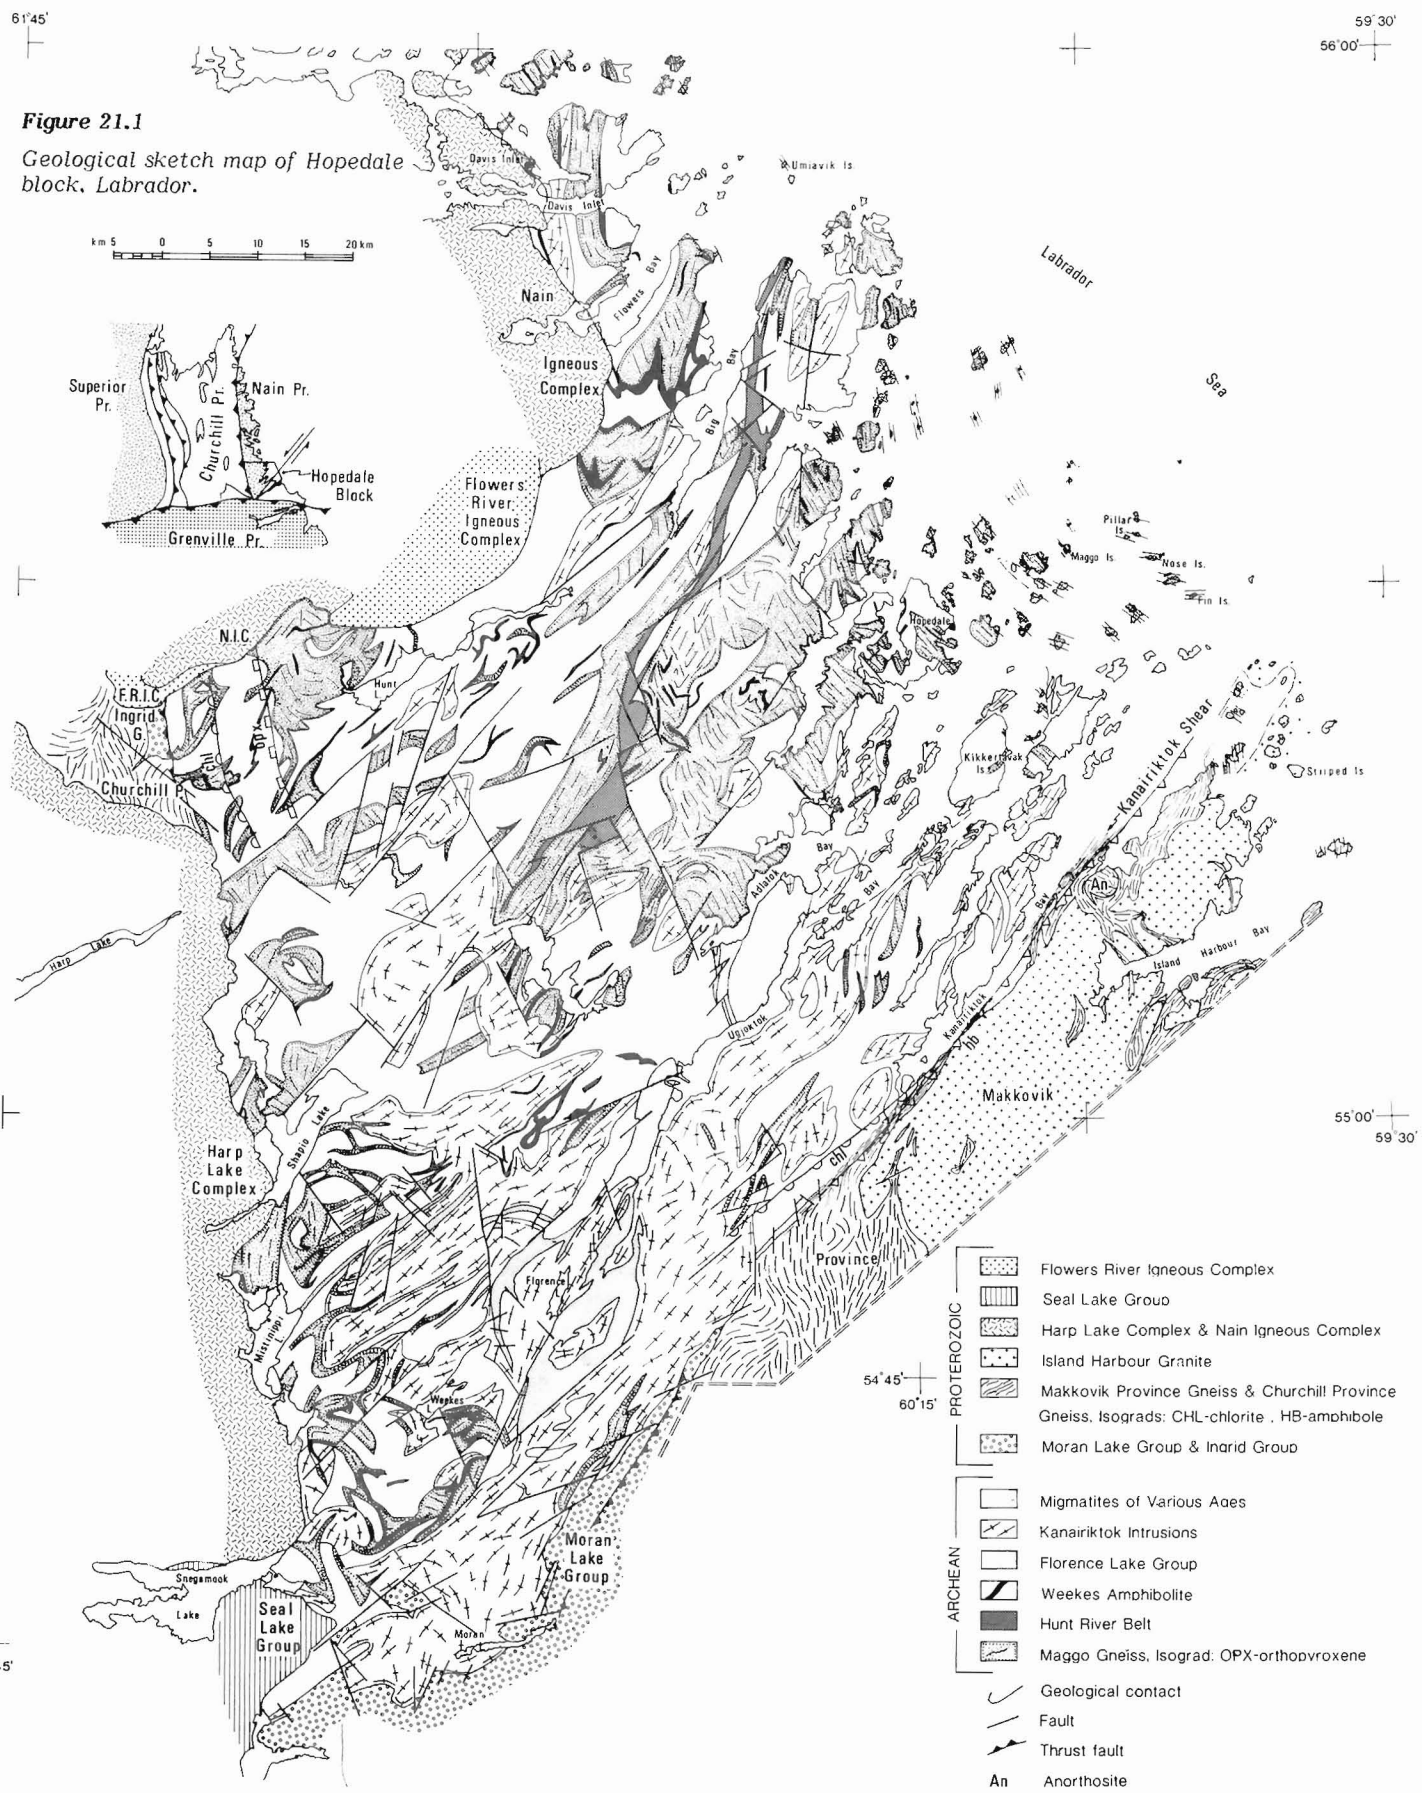 61°45'
59°30'
56°00'
Figure 21.1
Geological sketch map of Hopedale
block, Labrador.
km 5 0 5 10 15 20 km
Davis Inlet
Davis Inlet
Umiavik Is.
Labrador
Sea
Nain
Igneous
Complex
Flowers Bay
Big Bay
Superior
Pr.
Churchill Pr.
Nain Pr.
Hopedale
Block
Grenville Pr.
Flowers
River
Igneous
Complex
Pillar
Is.
Maggo Is.
Nose Is.
Fin Is.
Hopedale
N.I.C.
F.R.I.C.
Ingrid
G.
Hunt
L.
opx
chl
Churchill P.
Kikkertavak
Is.
Kanairiktok Shear
Striped Is
Adlatok Bay
Bay
An
Harp Lake
Island Harbour Bay
Ugjoktok
Kanairiktok
Bay
hb
Makkovik
55°00'
59°30'
Harp
Lake
Complex
Shapio Lake
chl
Province
Florence
Mistinippi
L.
Weekes
L.
54°45'
60°15'
Moran
Lake
Group
Snegamook
Lake
Seal
Lake
Group
Moran
L.
5'
PROTEROZOIC
Flowers River Igneous Complex
Seal Lake Group
Harp Lake Complex & Nain Igneous Complex
Island Harbour Granite
Makkovik Province Gneiss & Churchill Province
Gneiss, Isograds: CHL-chlorite , HB-amphibole
Moran Lake Group & Ingrid Group
ARCHEAN
Migmatites of Various Ages
Kanairiktok Intrusions
Florence Lake Group
Weekes Amphibolite
Hunt River Belt
Maggo Gneiss, Isograd: OPX-orthopyroxene
Geological contact
Fault
Thrust fault
An Anorthosite